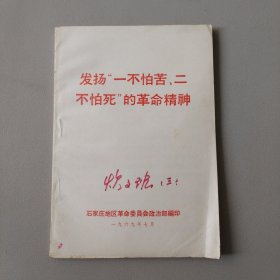 发扬“一不怕苦、二
不怕死”的革命精神
石家庄地区革命委员会政治部编印
一九六九年七月